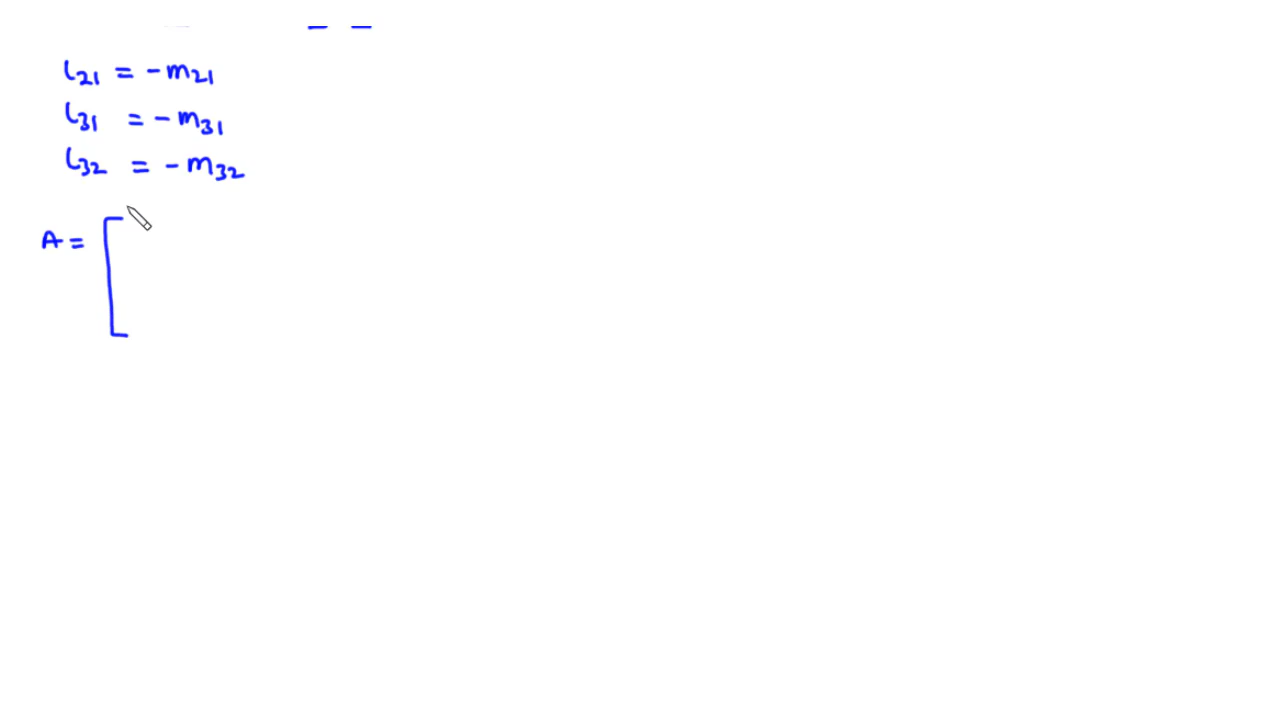 l21 = -m21
l31 = -m31
l32 = -m32
A = [